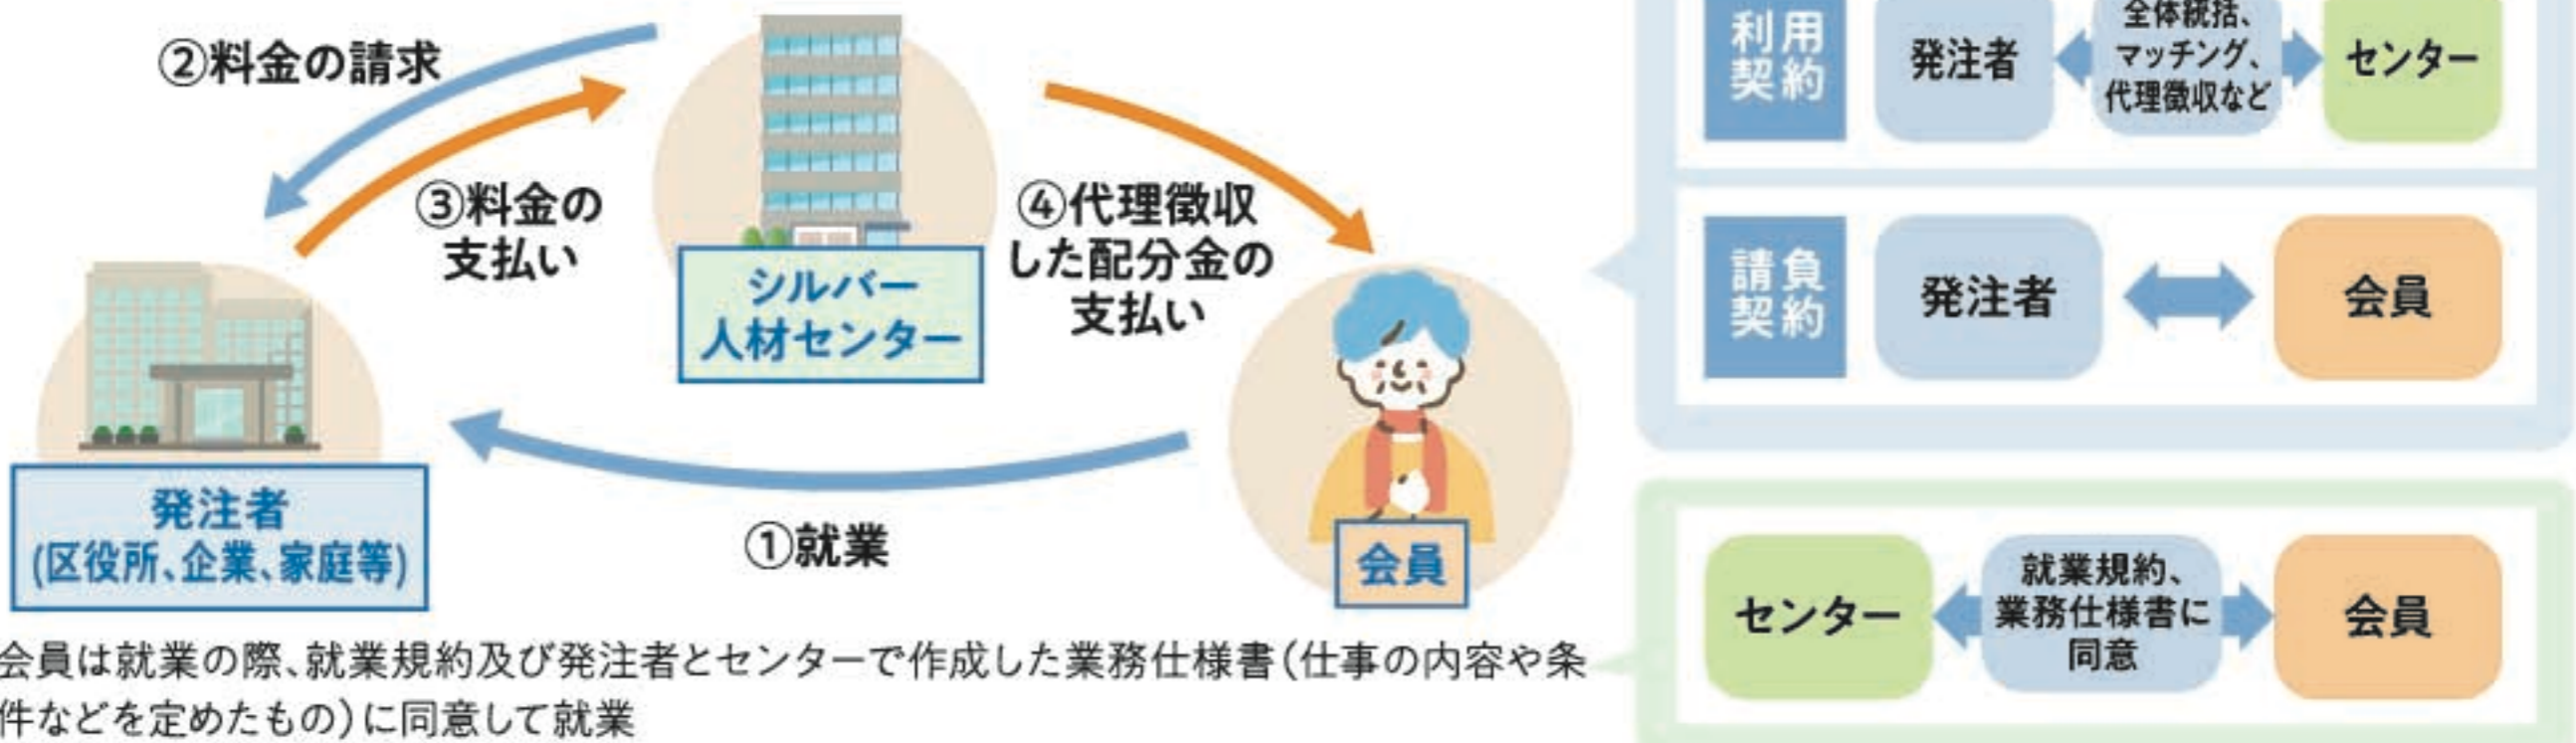 ②料金の請求
③料金の
支払い
シルバー
人材センター
④代理徴収
した配分金の
支払い
発注者
(区役所、企業、家庭等)
①就業
会員
会員は就業の際、就業規約及び発注者とセンターで作成した業務仕様書(仕事の内容や条
件などを定めたもの)に同意して就業
利用
契約
発注者
全体統括、
マッチング、
代理徴収など
センター
請負
契約
発注者
会員
センター
就業規約、
業務仕様書に
同意
会員